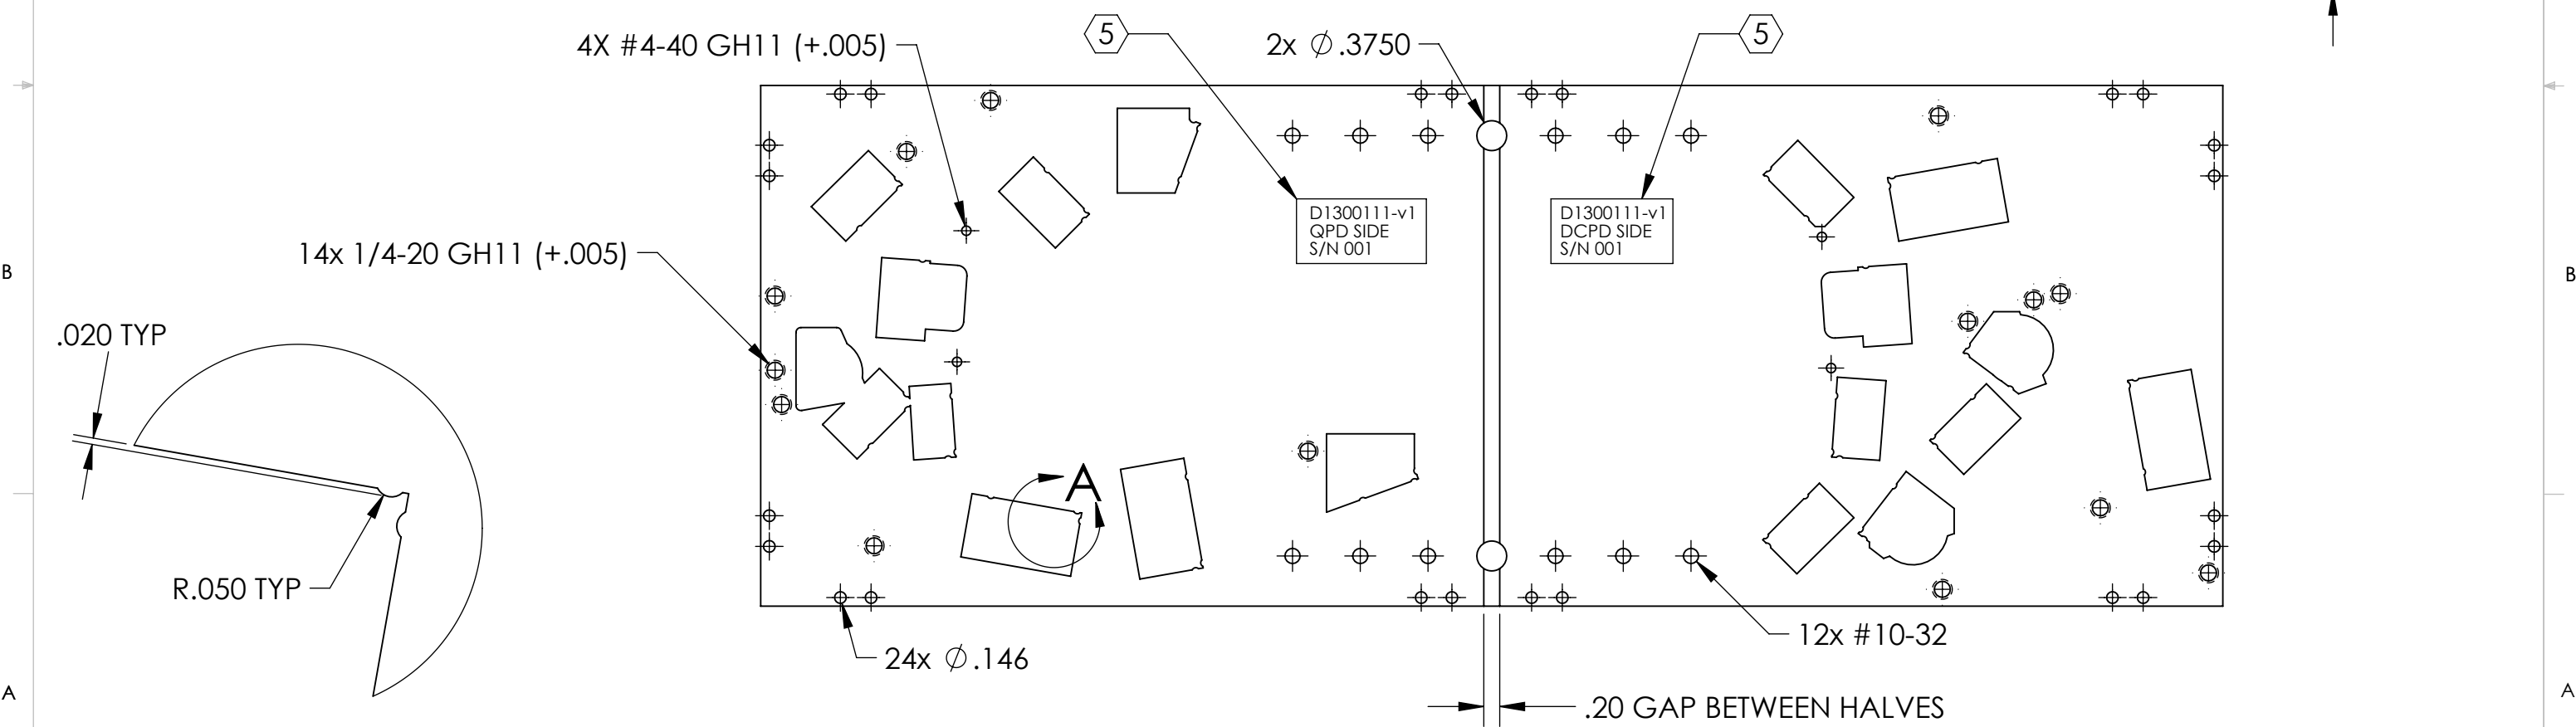 4X #4-40 GH11 (+.005)
5
2x ∅.3750
5
14x 1/4-20 GH11 (+.005)
D1300111-v1
QPD SIDE
S/N 001
D1300111-v1
DCPD SIDE
S/N 001
B
B
.020 TYP
A
R.050 TYP
24x ∅.146
12x #10-32
A
A
.20 GAP BETWEEN HALVES